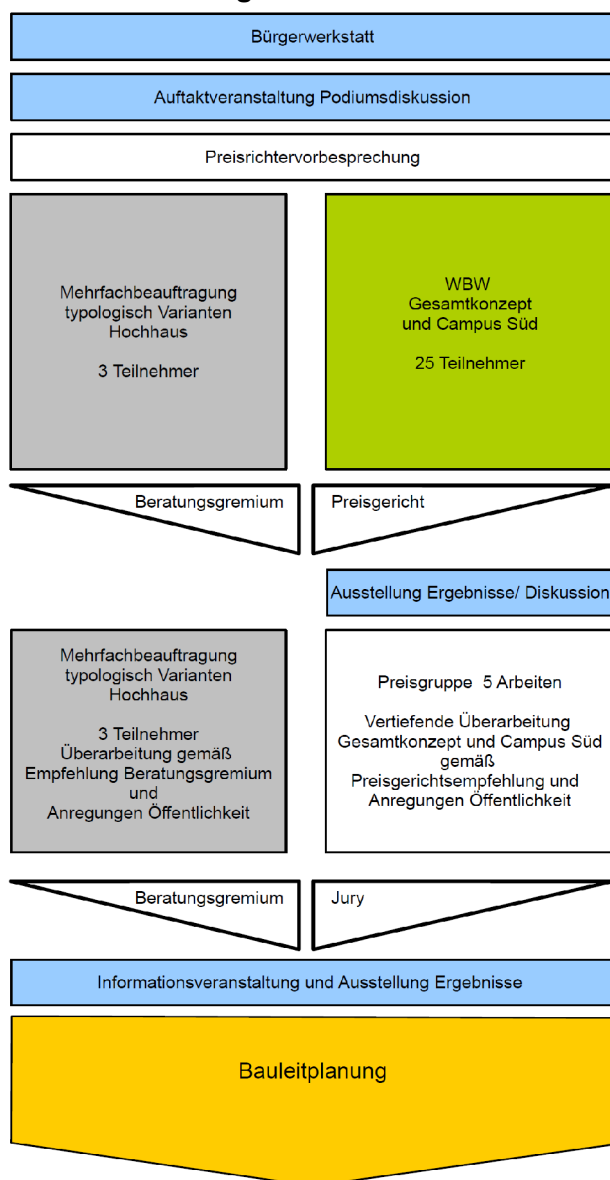 Bürgerwerkstatt
Auftaktveranstaltung Podiumsdiskussion
Preisrichtervorbesprechung
Mehrfachbeauftragung
typologisch Varianten
Hochhaus
3 Teilnehmer
WBW
Gesamtkonzept
und Campus Süd
25 Teilnehmer
Beratungsgremium
Preisgericht
Ausstellung Ergebnisse/ Diskussion
Mehrfachbeauftragung
typologisch Varianten
Hochhaus
3 Teilnehmer
Überarbeitung gemäß
Empfehlung Beratungsgremium
und
Anregungen Öffentlichkeit
Preisgruppe 5 Arbeiten
Vertiefende Überarbeitung
Gesamtkonzept und Campus Süd
gemäß
Preisgerichtsempfehlung und
Anregungen Öffentlichkeit
Beratungsgremium
Jury
Informationsveranstaltung und Ausstellung Ergebnisse
Bauleitplanung